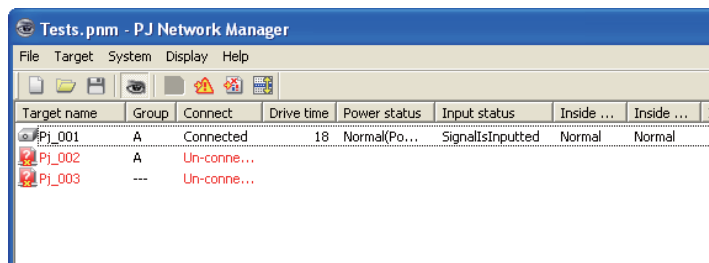 Tests.pnm - PJ Network Manager
File Target System Display Help
Target name Group Connect Drive time Power status Input status Inside ... Inside ...
Pj_001 A Connected 18 Normal(Po... SignalIsInputted Normal Normal
Pj_002 A Un-conne...
Pj_003 --- Un-conne...